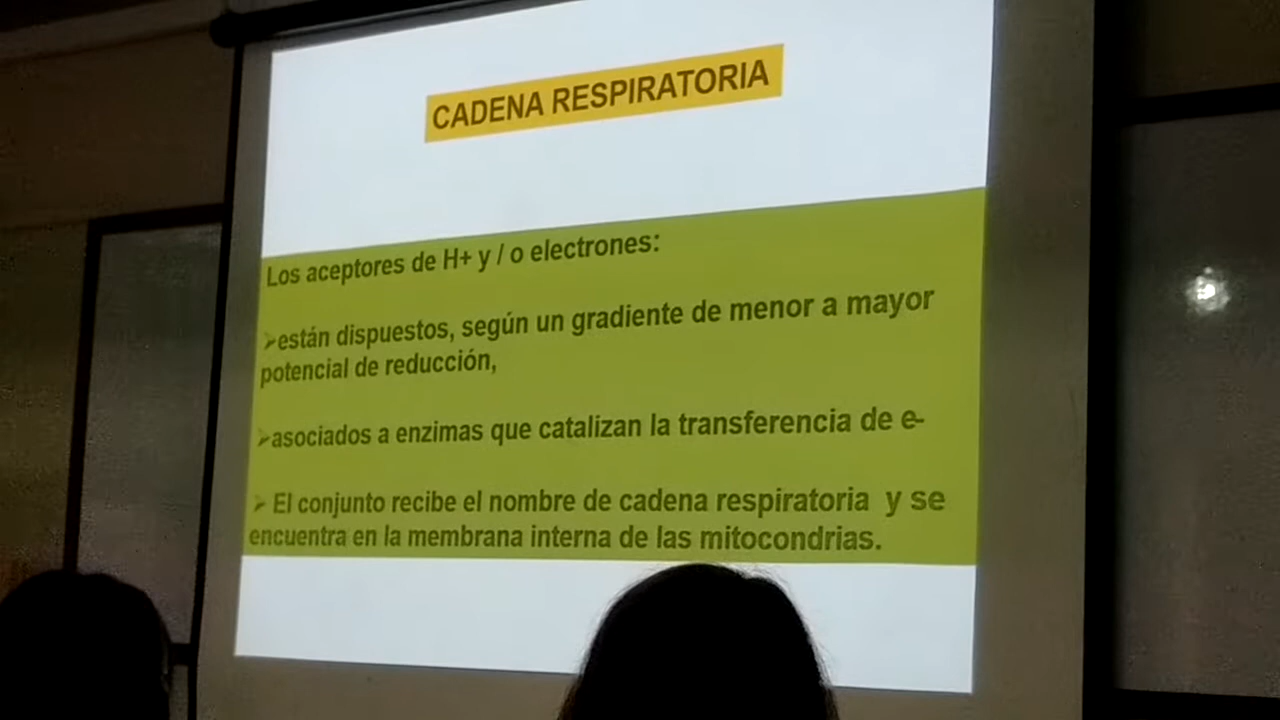 CADENA RESPIRATORIA
Los aceptores de H+ y / o electrones:
➢están dispuestos, según un gradiente de menor a mayor
potencial de reducción,
➢asociados a enzimas que catalizan la transferencia de e-
➢ El conjunto recibe el nombre de cadena respiratoria y se
encuentra en la membrana interna de las mitocondrias.